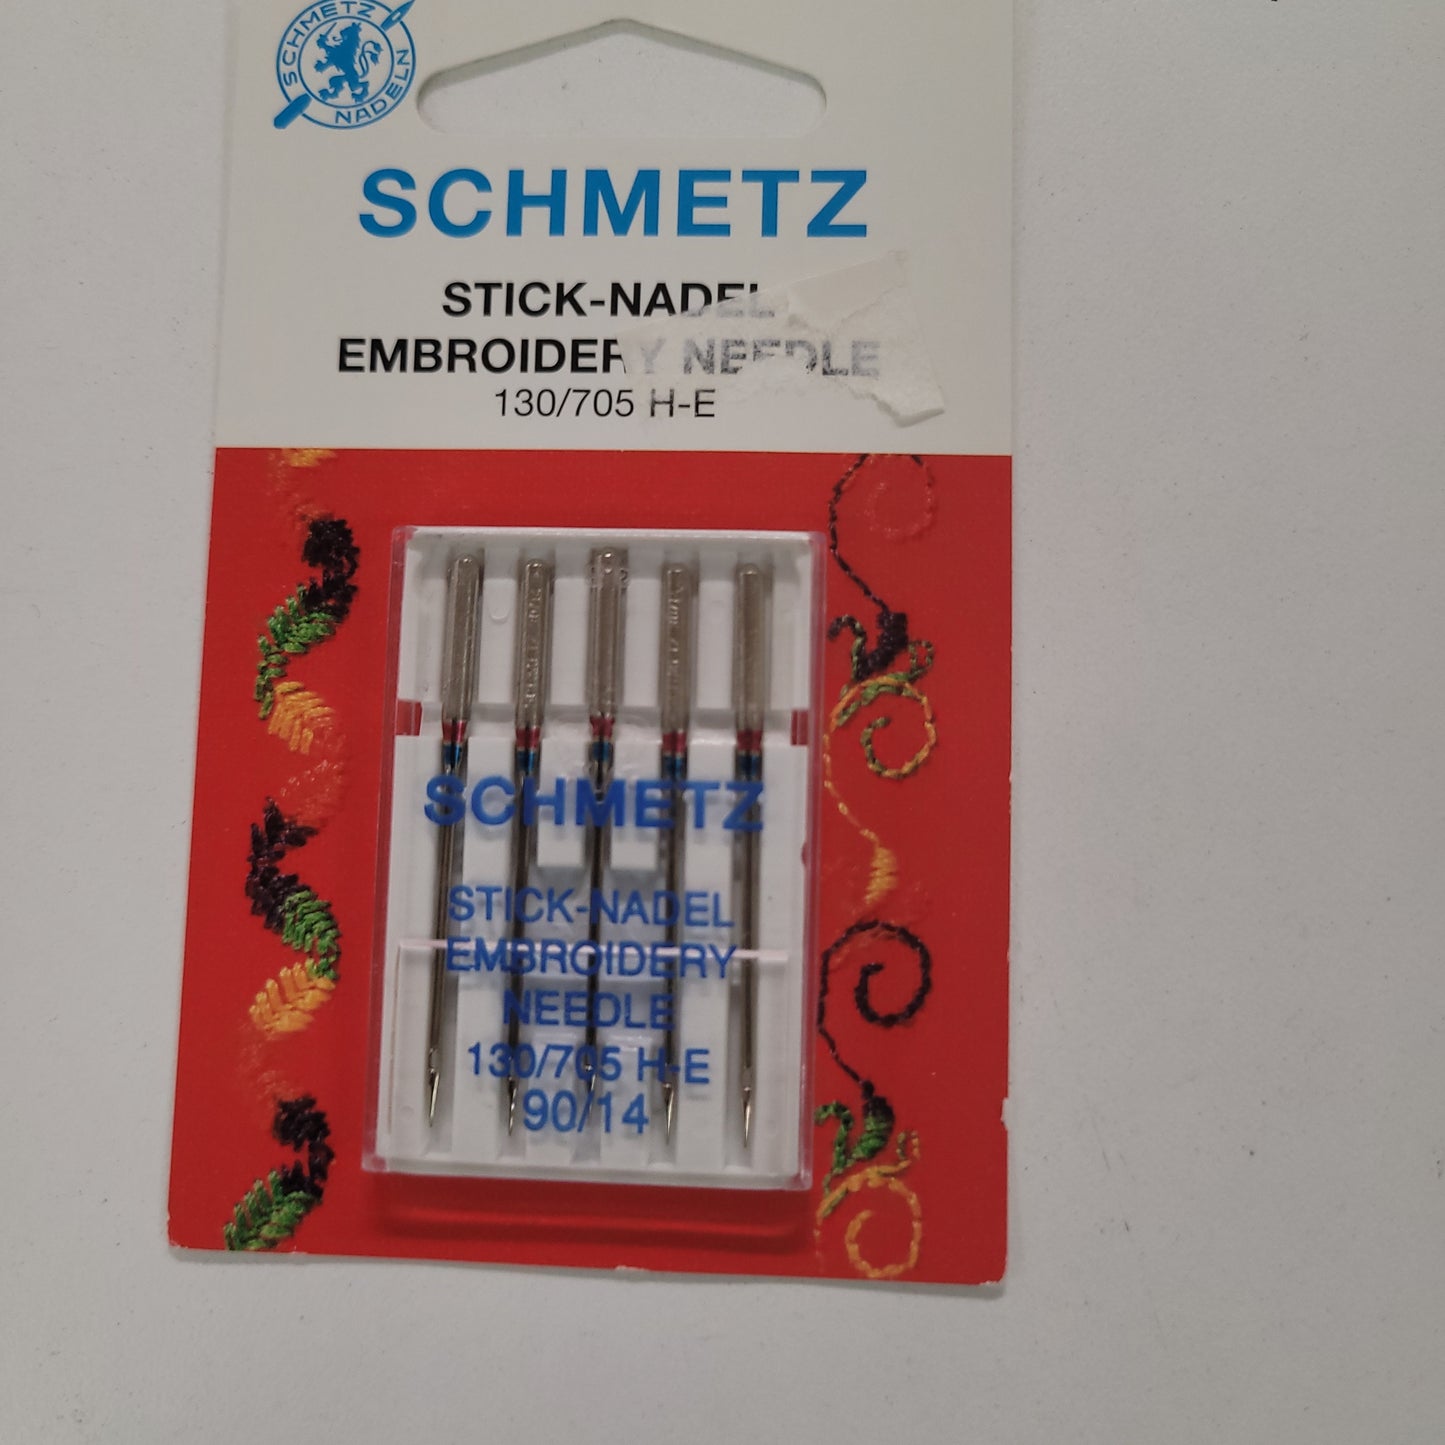 SCHMETZ
NADELN
SCHMETZ
STICK-NADEL
EMBROIDERY NEEDLE
130/705 H-E
SCHMETZ
STICK-NADEL
EMBROIDERY
NEEDLE
130/705 H-E
90/14